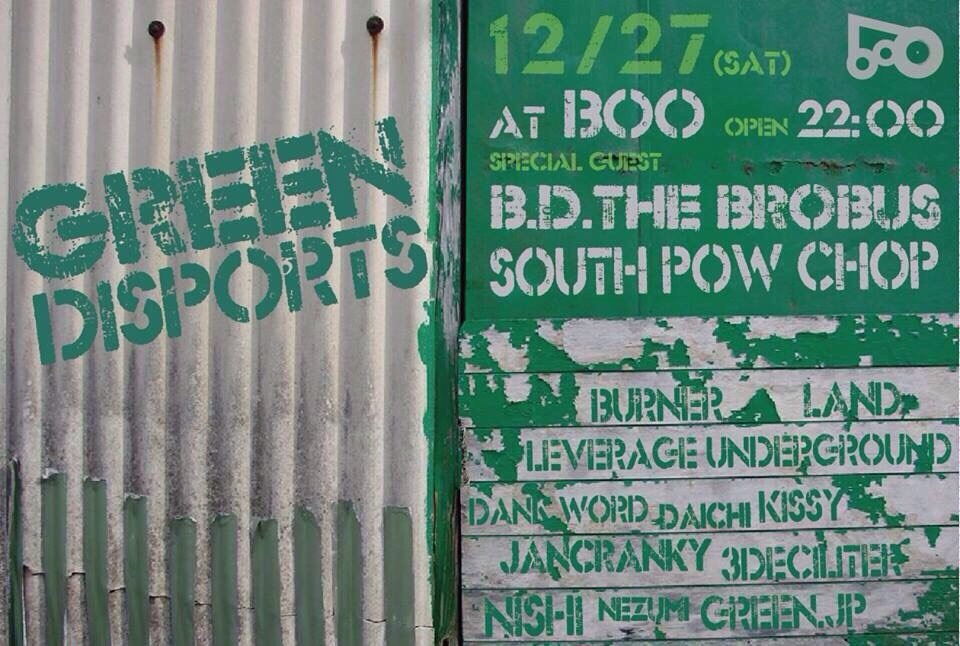 GREEN
DISPORTS
12/27 (SAT)
boo
AT BOO OPEN 22:00
SPECIAL GUEST
B.D.THE BROBUS
SOUTH POW CHOP
BURNER LAND
LEVERAGE UNDERGROUND
DANK WORD DAICHI KISSY
JANCRANKY 3DECILITER
NISHI NEZUMI GREEN.JP